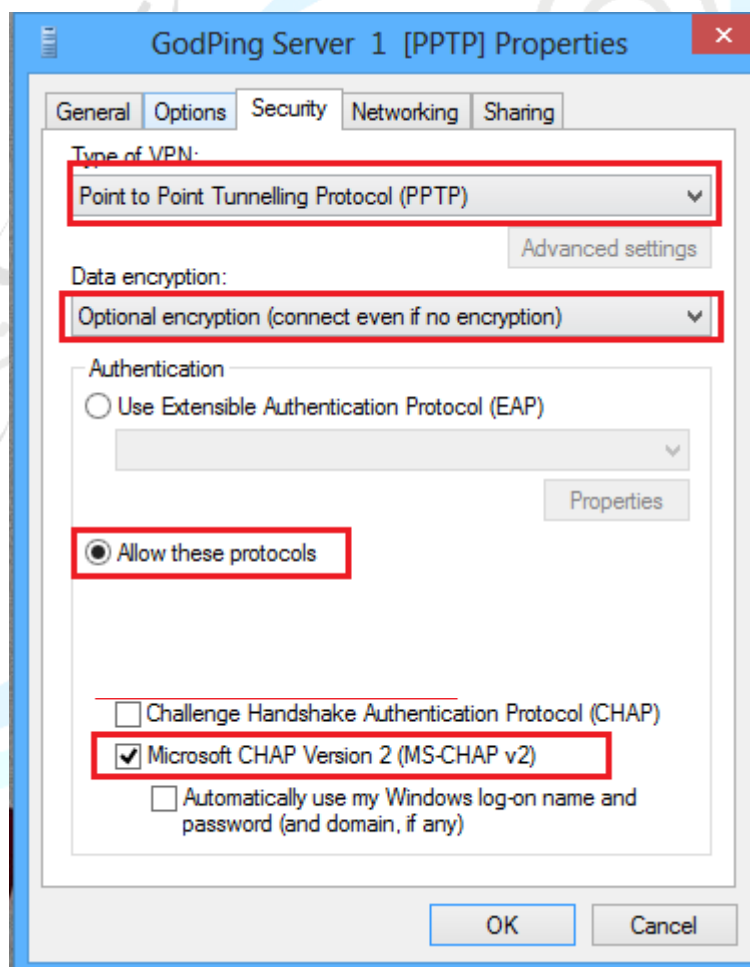 GodPing Server 1 [PPTP] Properties
General Options Security Networking Sharing
Type of VPN:
Point to Point Tunnelling Protocol (PPTP)
Advanced settings
Data encryption:
Optional encryption (connect even if no encryption)
Authentication
Use Extensible Authentication Protocol (EAP)
Properties
Allow these protocols
Challenge Handshake Authentication Protocol (CHAP)
Microsoft CHAP Version 2 (MS-CHAP v2)
Automatically use my Windows log-on name and
password (and domain, if any)
OK Cancel